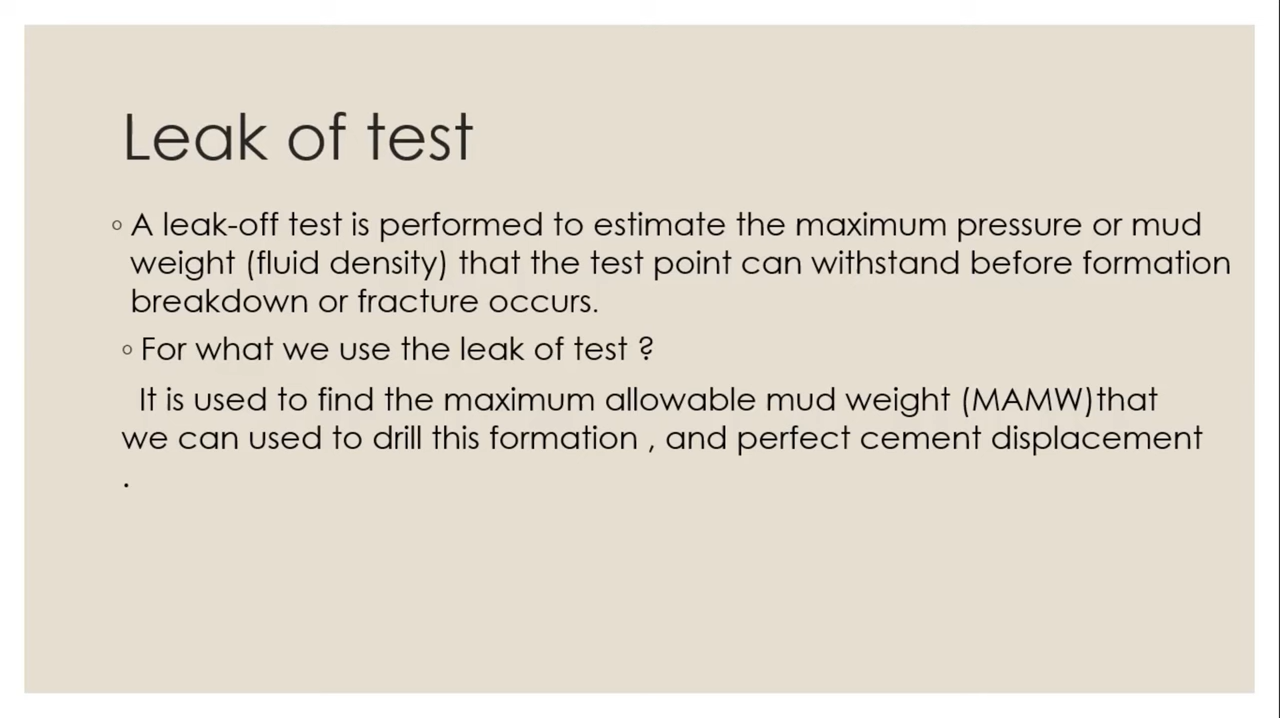 Leak of test
◦ A leak-off test is performed to estimate the maximum pressure or mud
weight (fluid density) that the test point can withstand before formation
breakdown or fracture occurs.
◦ For what we use the leak of test ?
It is used to find the maximum allowable mud weight (MAMW)that
we can used to drill this formation , and perfect cement displacement
.